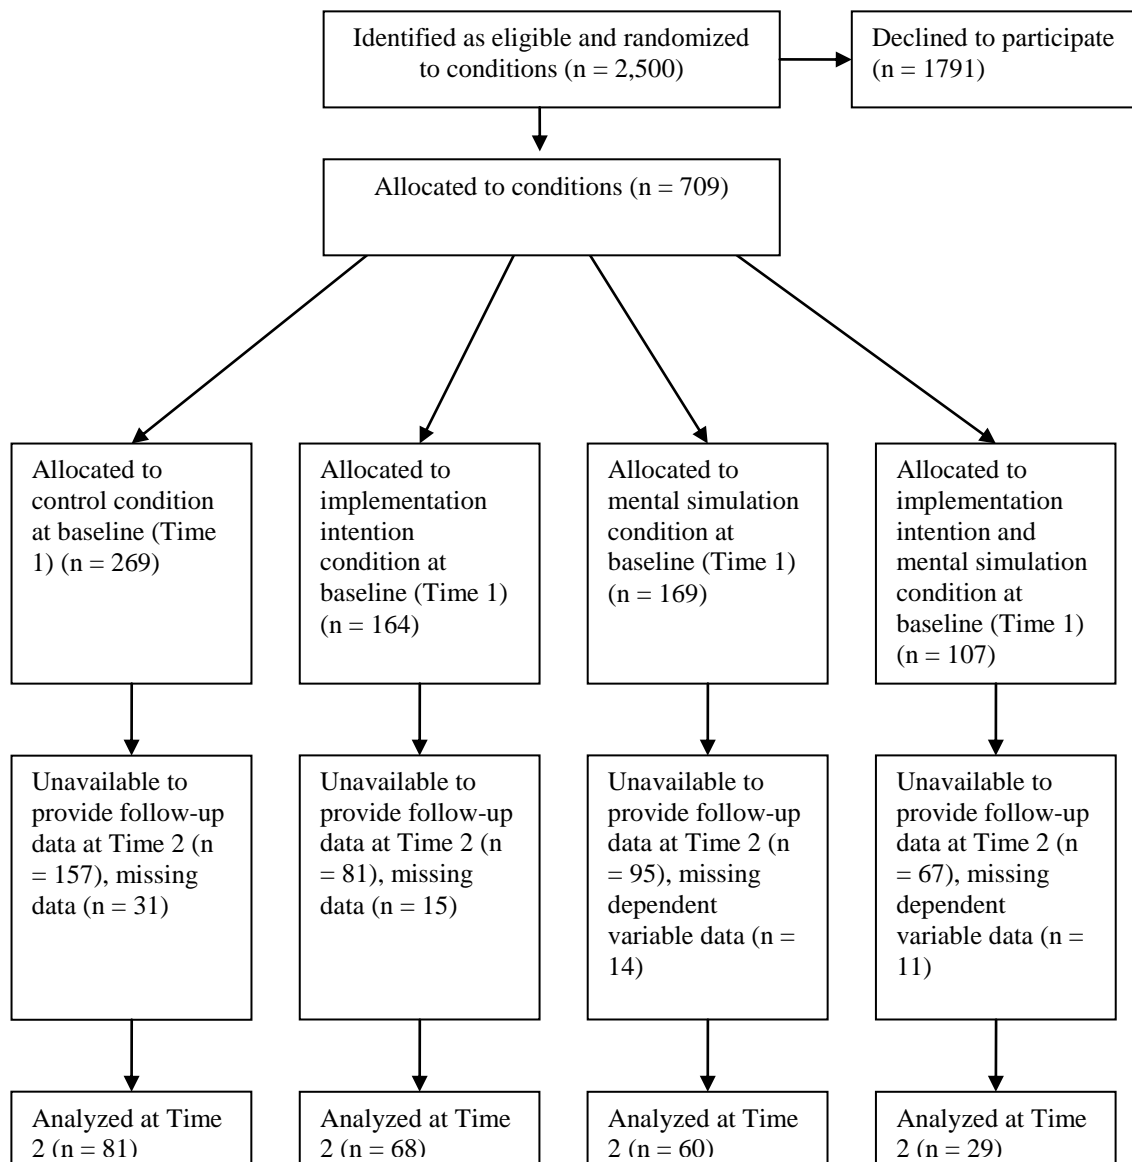 Identified as eligible and randomized
to conditions (n = 2,500)
Declined to participate
(n = 1791)
Allocated to conditions (n = 709)
Allocated to
control condition
at baseline (Time
1) (n = 269)
Allocated to
implementation
intention
condition at
baseline (Time 1)
(n = 164)
Allocated to
mental simulation
condition at
baseline (Time 1)
(n = 169)
Allocated to
implementation
intention and
mental simulation
condition at
baseline (Time 1)
(n = 107)
Unavailable to
provide follow-up
data at Time 2 (n
= 157), missing
data (n = 31)
Unavailable to
provide follow-up
data at Time 2 (n
= 81), missing
data (n = 15)
Unavailable to
provide follow-up
data at Time 2 (n
= 95), missing
dependent
variable data (n =
14)
Unavailable to
provide follow-up
data at Time 2 (n
= 67), missing
dependent
variable data (n =
11)
Analyzed at Time
2 (n = 81)
Analyzed at Time
2 (n = 68)
Analyzed at Time
2 (n = 60)
Analyzed at Time
2 (n = 29)